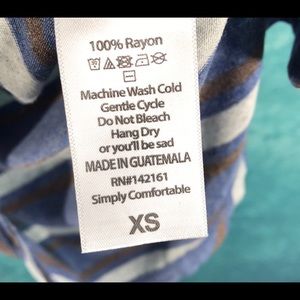 100% Rayon
Machine Wash Cold
Gentle Cycle
Do Not Bleach
Hang Dry
or you'll be sad
MADE IN GUATEMALA
RN#142161
Simply Comfortable
XS